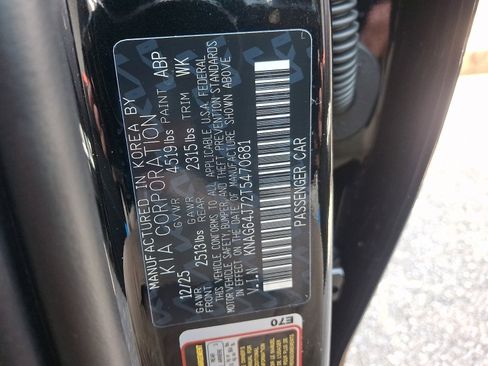 MANUFACTURED IN KOREA BY
KIA CORPORATION
12/25 GVWR 4519lbs PAINT ABP
GAWR FRONT 2513lbs GAWR REAR 2315lbs TRIM WK
THIS VEHICLE CONFORMS TO ALL APPLICABLE U.S.A. FEDERAL
MOTOR VEHICLE SAFETY, BUMPER, AND THEFT PREVENTION STANDARDS
IN EFFECT ON THE DATE OF MANUFACTURE SHOWN ABOVE.
V.I.N KNAG64J72T5470681
PASSENGER CAR
E70